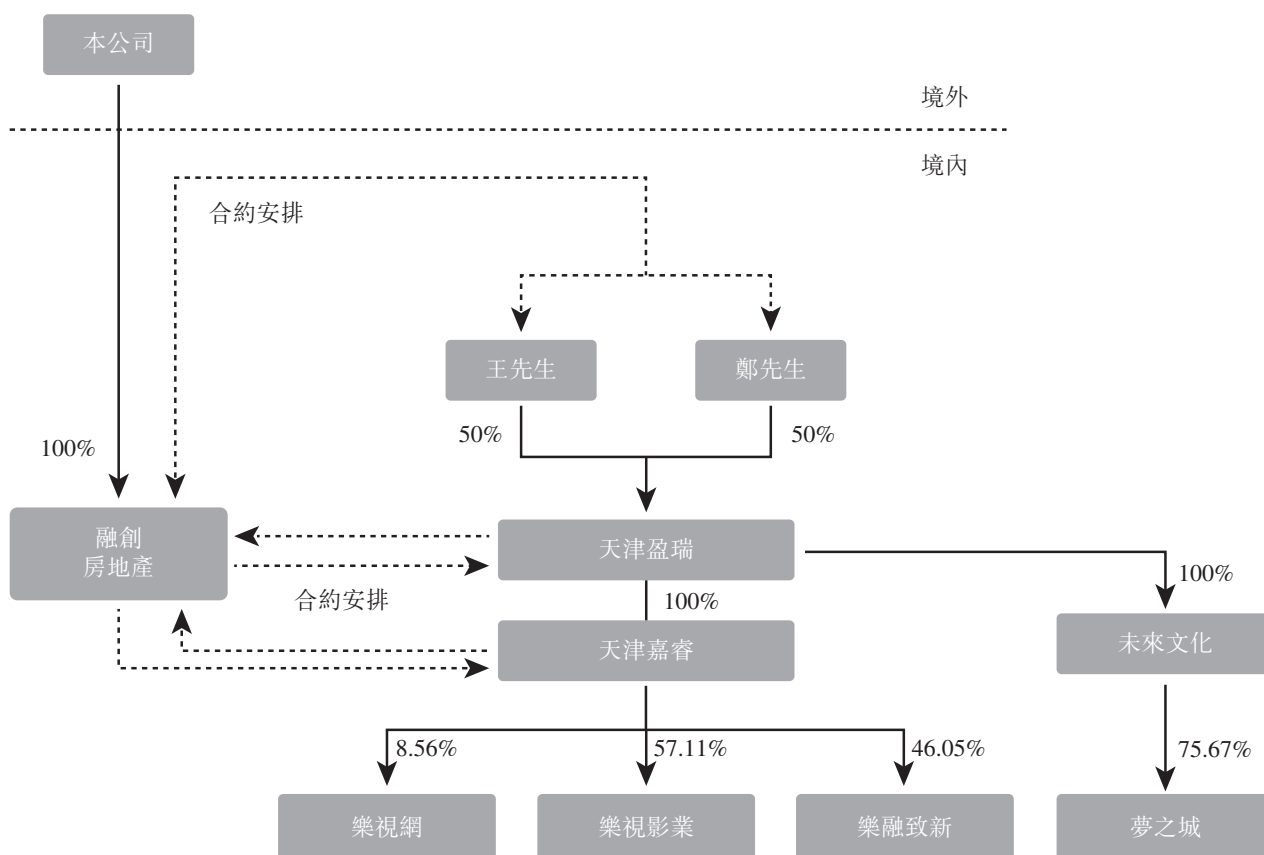 本公司
境外
境內
合約安排
王先生
鄭先生
100%
50%
50%
融創
房地產
天津盈瑞
合約安排
100%
100%
天津嘉睿
未來文化
8.56%
57.11%
46.05%
75.67%
樂視網
樂視影業
樂融致新
夢之城